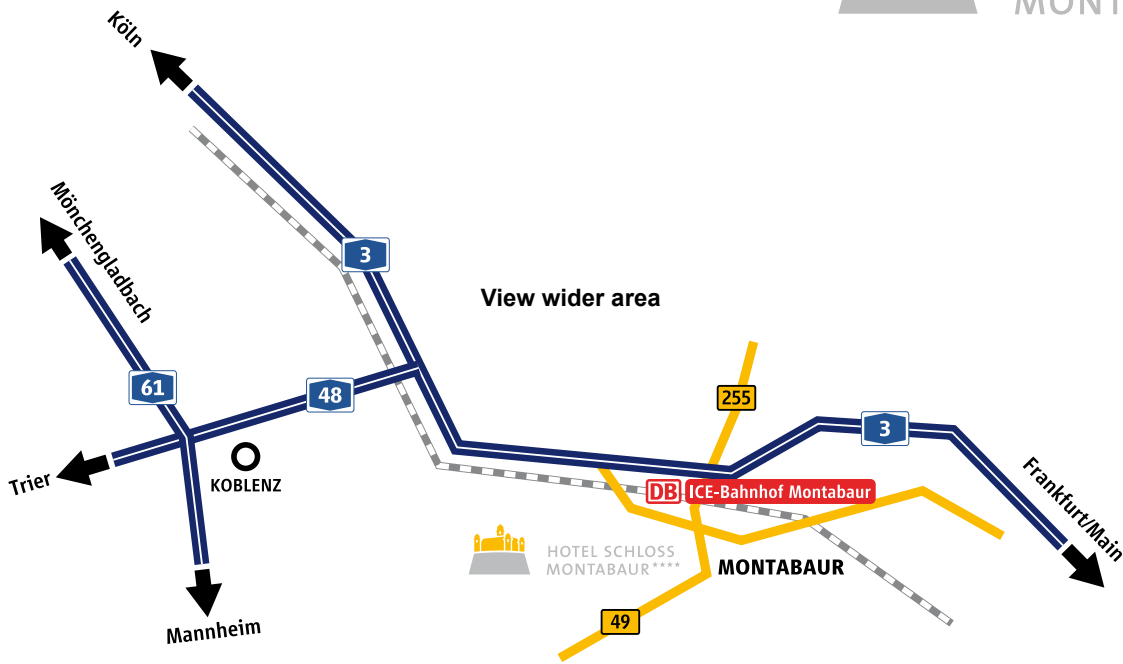 MONT
Köln
Mönchengladbach
3
View wider area
61
48
255
3
Trier
KOBLENZ
DB ICE-Bahnhof Montabaur
Frankfurt/Main
HOTEL SCHLOSS
MONTABAUR****
MONTABAUR
49
Mannheim